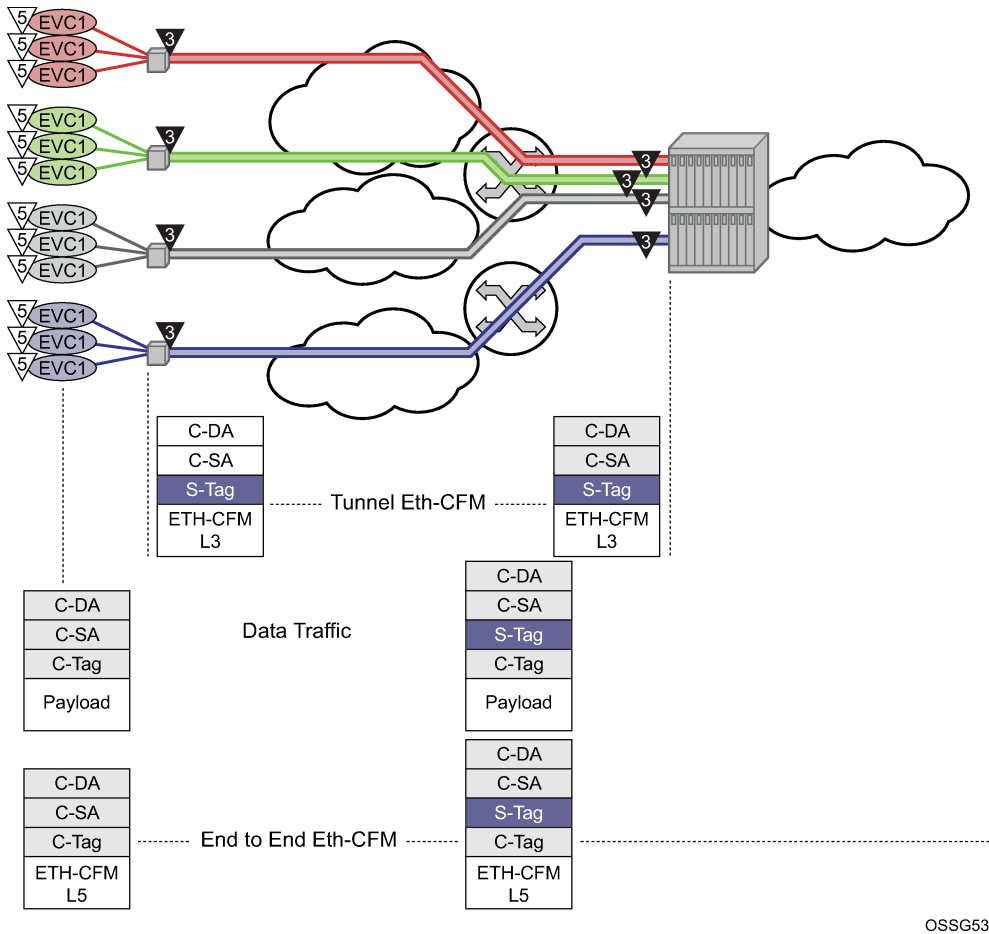 5 EVC1
5 EVC1
5 EVC1
3
3
5 EVC1
5 EVC1
5 EVC1
3
3
5 EVC1
5 EVC1
5 EVC1
3
3
5 EVC1
5 EVC1
5 EVC1
3
3
C-DA
C-SA
S-Tag
ETH-CFM
L3
Tunnel Eth-CFM
C-DA
C-SA
S-Tag
ETH-CFM
L3
C-DA
C-SA
C-Tag
Payload
Data Traffic
C-DA
C-SA
S-Tag
C-Tag
Payload
C-DA
C-SA
C-Tag
ETH-CFM
L5
End to End Eth-CFM
C-DA
C-SA
S-Tag
C-Tag
ETH-CFM
L5
OSSG53